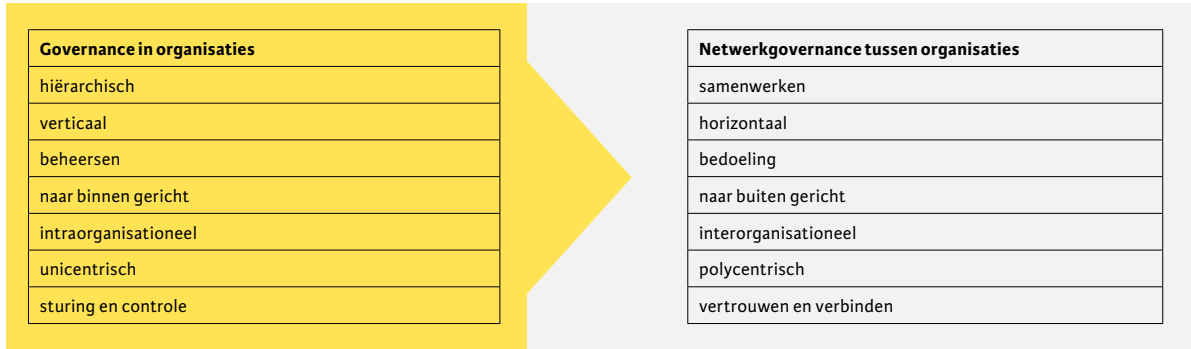 Governance in organisaties
hiërarchisch
verticaal
beheersen
naar binnen gericht
intraorganisationeel
unicentrisch
sturing en controle
Netwerkgovernance tussen organisaties
samenwerken
horizontaal
bedoeling
naar buiten gericht
interorganisationeel
polycentrisch
vertrouwen en verbinden